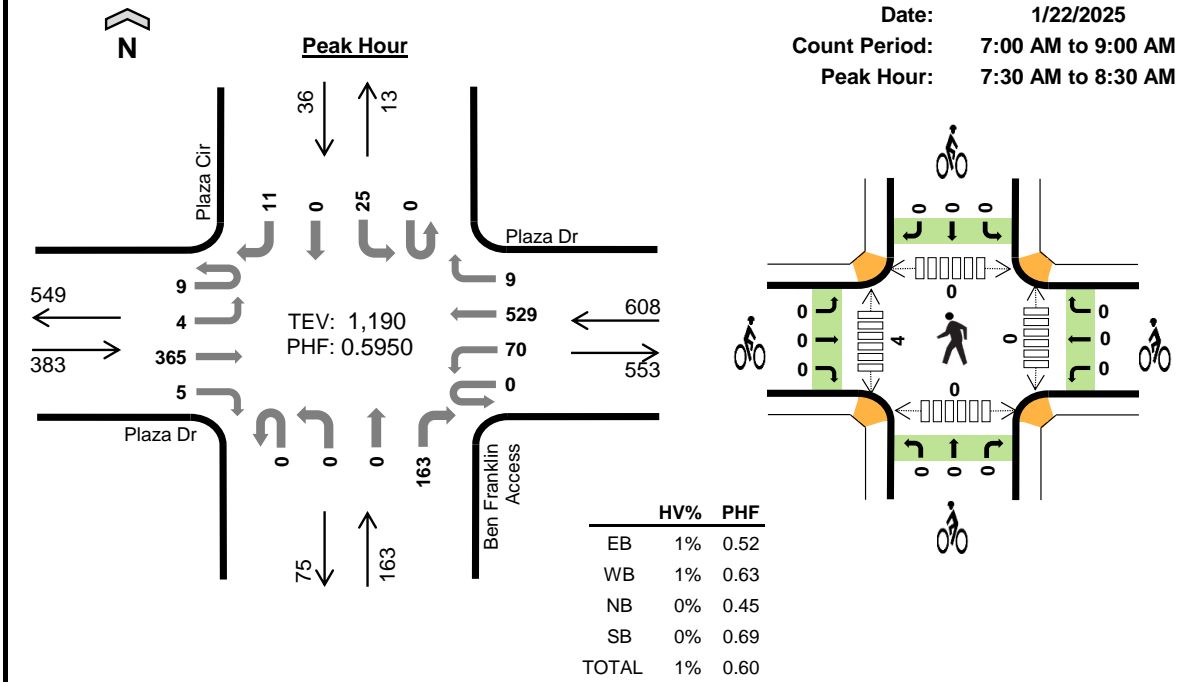 Date: 1/22/2025
Count Period: 7:00 AM to 9:00 AM
Peak Hour: 7:30 AM to 8:30 AM
N
Peak Hour
36
13
Plaza Cir
11
0
25
0
Plaza Dr
9
529
70
0
608
553
549
383
9
4
365
5
TEV: 1,190
PHF: 0.5950
Plaza Dr
0
0
0
163
Ben Franklin
Access
75
163
HV% PHF
EB 1% 0.52
WB 1% 0.63
NB 0% 0.45
SB 0% 0.69
TOTAL 1% 0.60
0 0 0
0
0
0
0
4
0
0
0
0
0
0 0 0